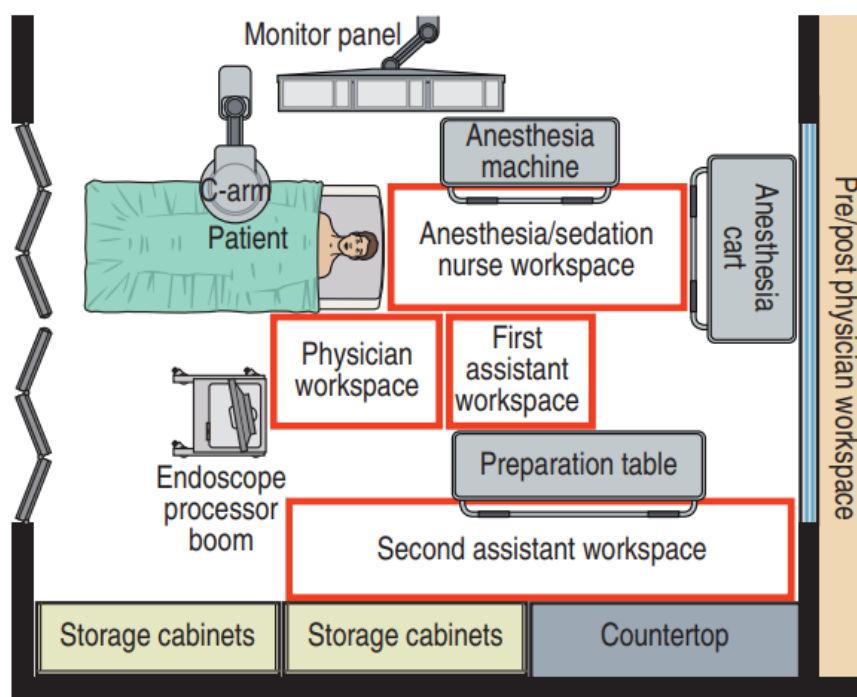 Monitor panel
Anesthesia
machine
C-arm
Patient
Anesthesia/sedation
nurse workspace
Anesthesia
cart
Pre/post physician workspace
Physician
workspace
First
assistant
workspace
Endoscope
processor
boom
Preparation table
Second assistant workspace
Storage cabinets
Storage cabinets
Countertop